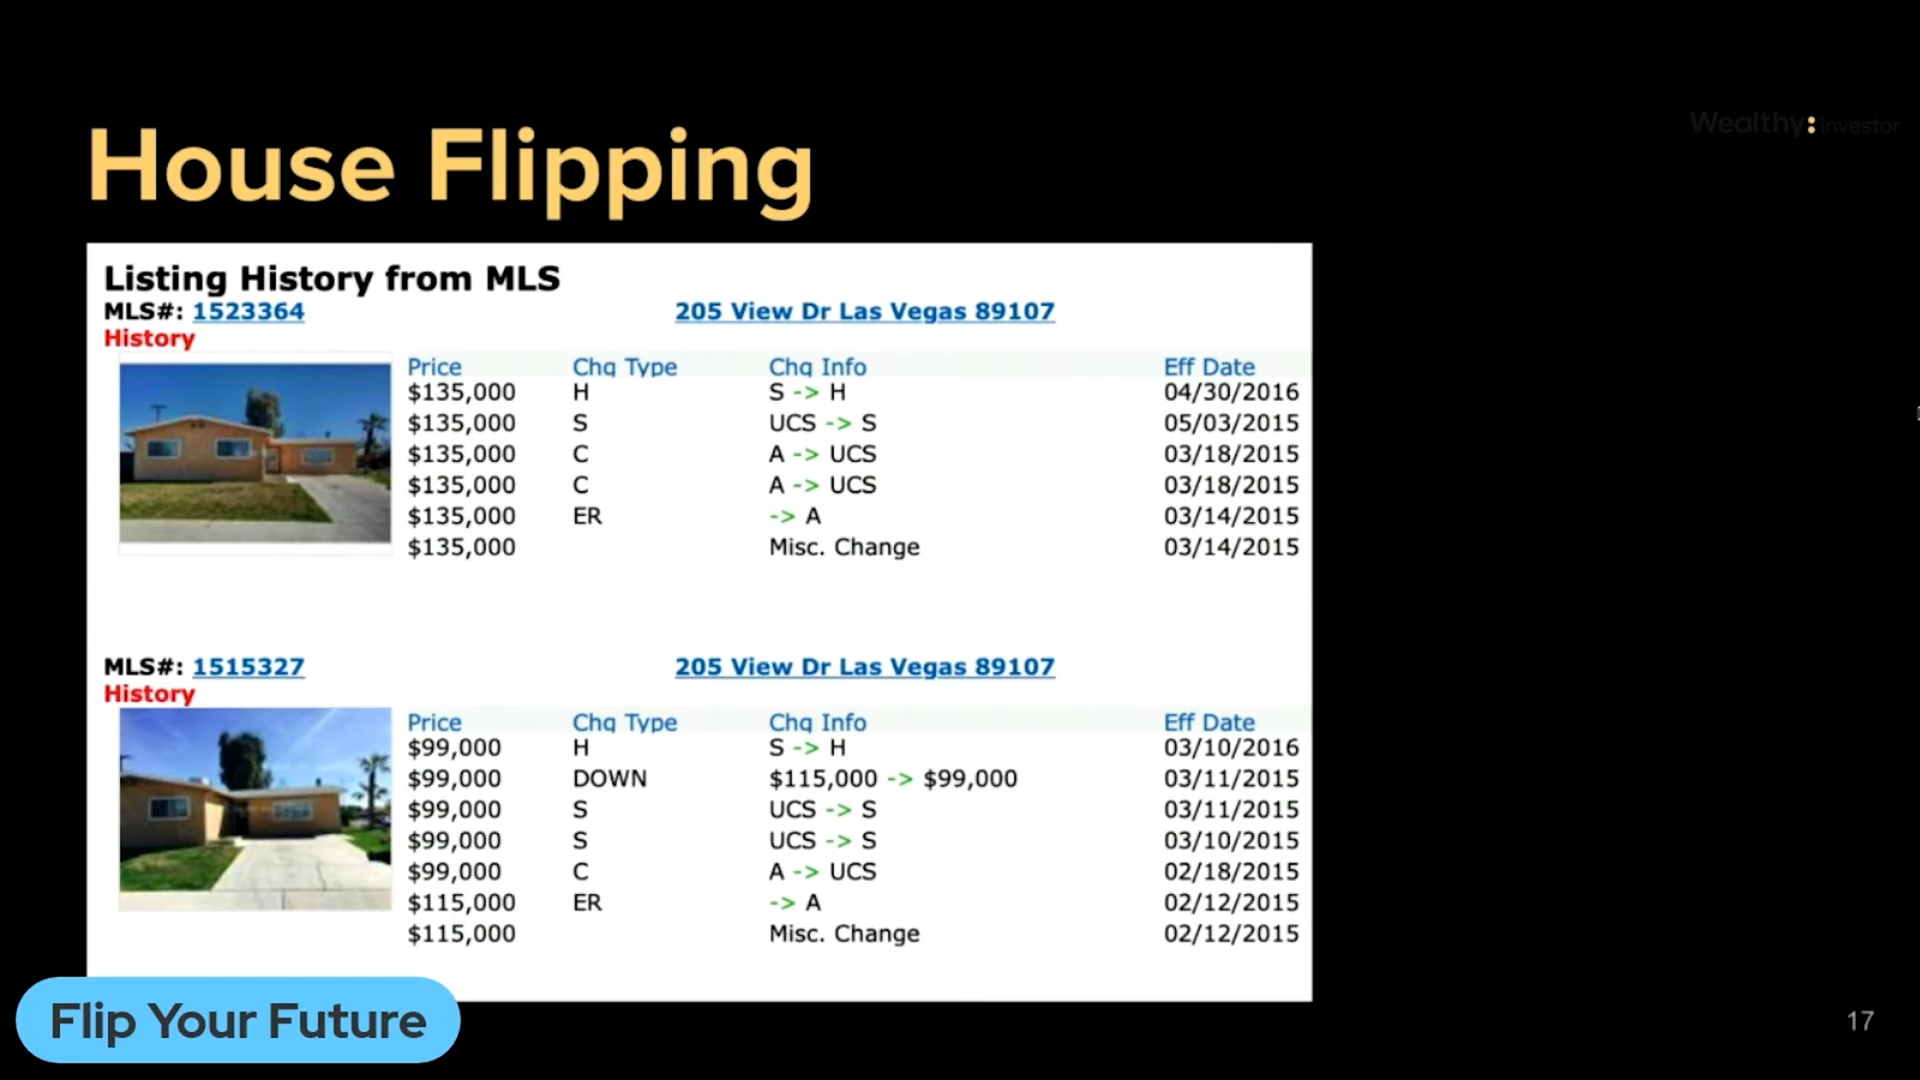 Wealthy:investor
House Flipping
Listing History from MLS
MLS#: 1523364 205 View Dr Las Vegas 89107
History
Price Chg Type Chg Info Eff Date
$135,000 H S -> H 04/30/2016
$135,000 S UCS -> S 05/03/2015
$135,000 C A -> UCS 03/18/2015
$135,000 C A -> UCS 03/18/2015
$135,000 ER -> A 03/14/2015
$135,000 Misc. Change 03/14/2015
MLS#: 1515327 205 View Dr Las Vegas 89107
History
Price Chg Type Chg Info Eff Date
$99,000 H S -> H 03/10/2016
$99,000 DOWN $115,000 -> $99,000 03/11/2015
$99,000 S UCS -> S 03/11/2015
$99,000 S UCS -> S 03/10/2015
$99,000 C A -> UCS 02/18/2015
$115,000 ER -> A 02/12/2015
$115,000 Misc. Change 02/12/2015
Flip Your Future
17